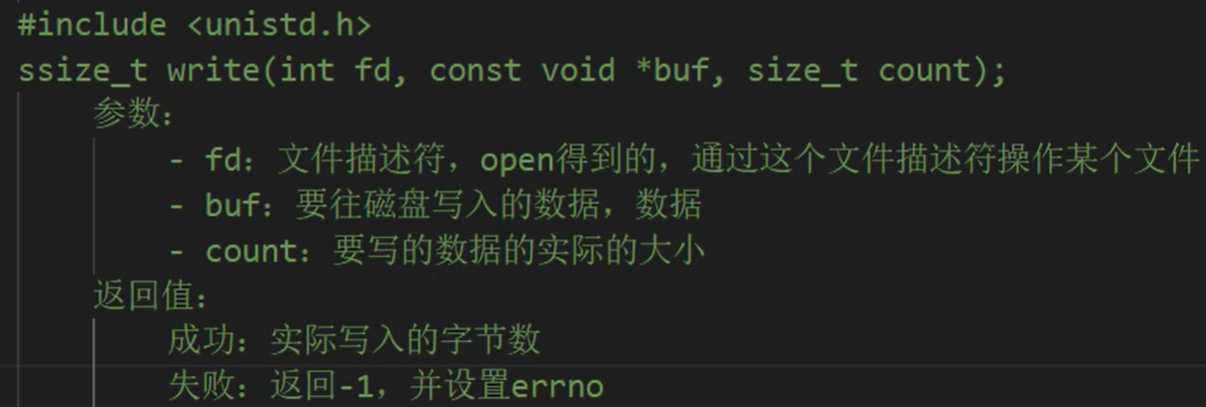 #include <unistd.h>
ssize_t write(int fd, const void *buf, size_t count);
参数：
- fd：文件描述符，open得到的，通过这个文件描述符操作某个文件
- buf：要往磁盘写入的数据，数据
- count：要写的数据的实际的大小
返回值：
成功：实际写入的字节数
失败：返回-1，并设置errno